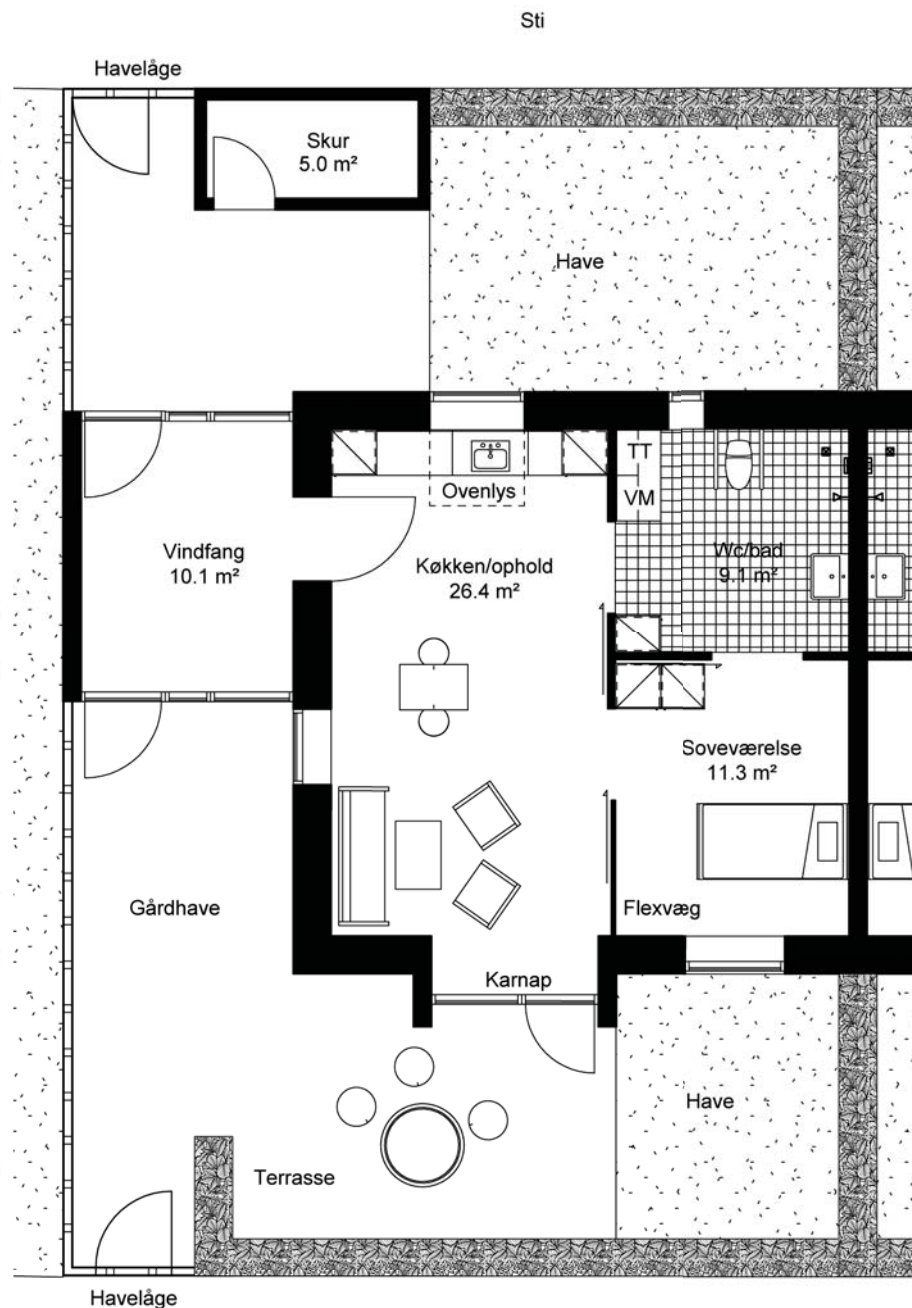 Sti
Havelåge
Skur
5.0 m²
Have
Ovenlys
TT
VM
Vindfang
10.1 m²
Køkken/ophold
26.4 m²
Wc/bad
9.1 m²
Soveværelse
11.3 m²
Gårdhave
Flexvæg
Karnap
Have
Terrasse
Havelåge